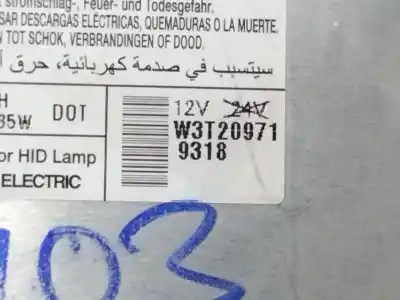 stromschlag-, Feuer- und Todesgefahr.
SAR DESCARGAS ELÉCTRICAS, QUEMADURAS O LA MUERTE.
EN TOT SCHOK, VERBRANDINGEN OF DOOD.
سيتسبب في صدمة كهربائية، حرق
H
35W DOT
12V 24V
W3T20971
9318
or HID Lamp
ELECTRIC
103